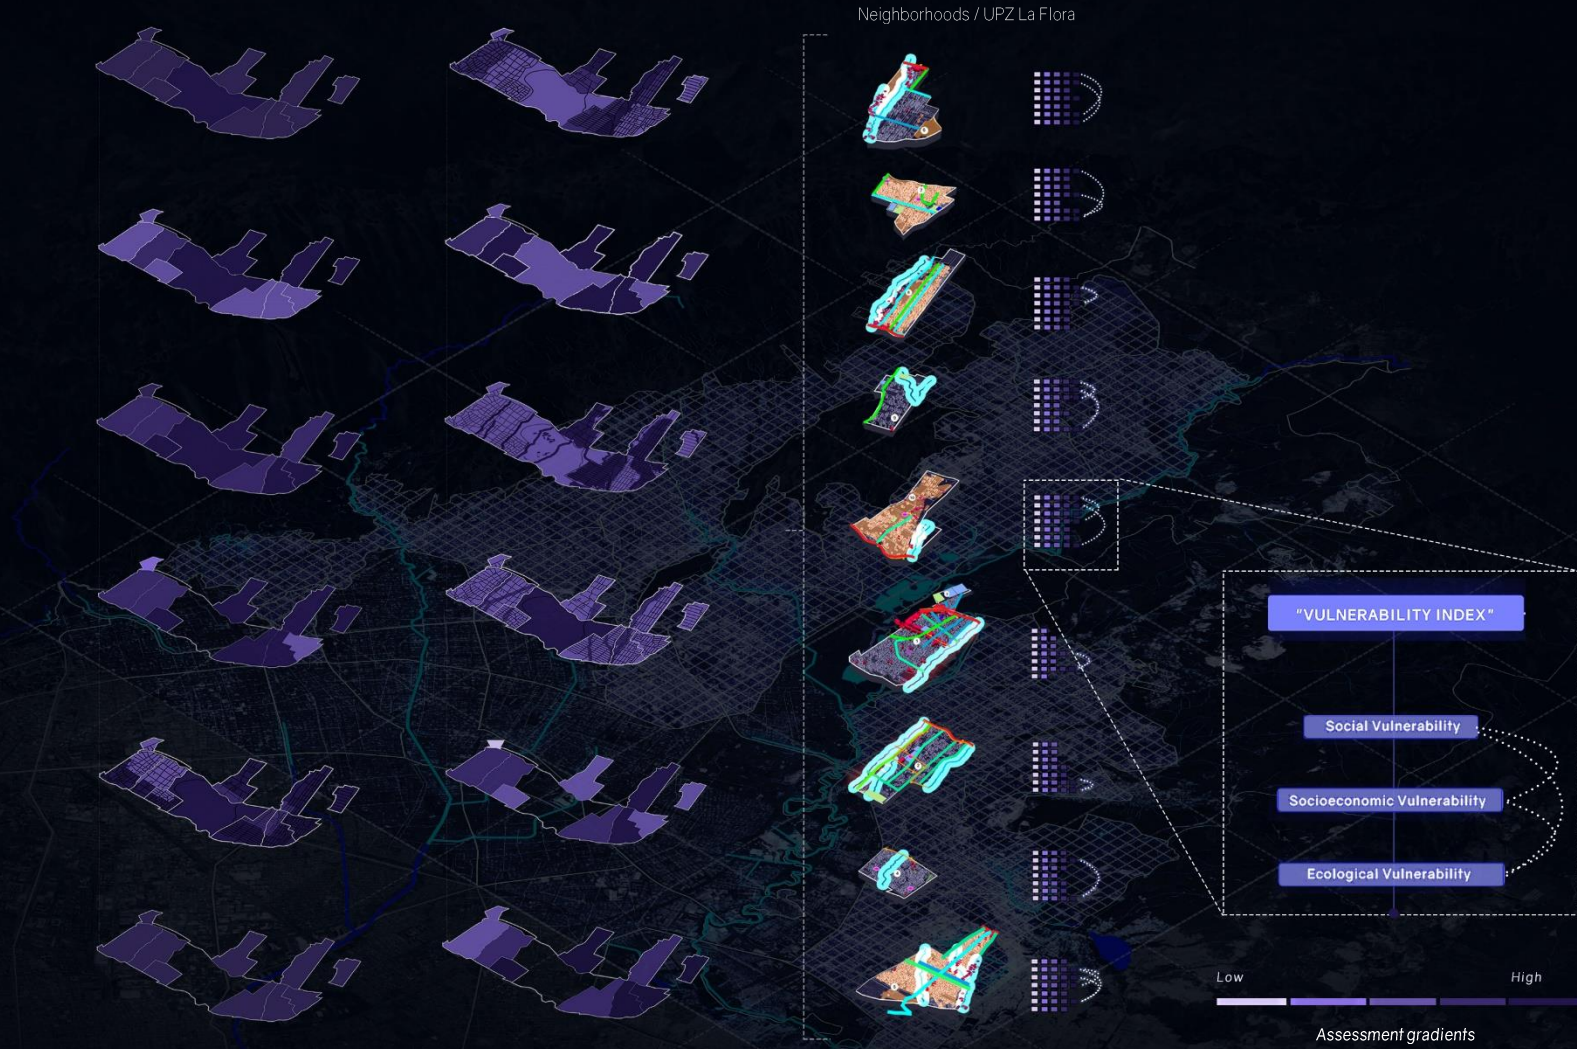 Neighborhoods / UPZ La Flora
"VULNERABILITY INDEX"
Social Vulnerability
Socioeconomic Vulnerability
Ecological Vulnerability
Low
High
Assessment gradients